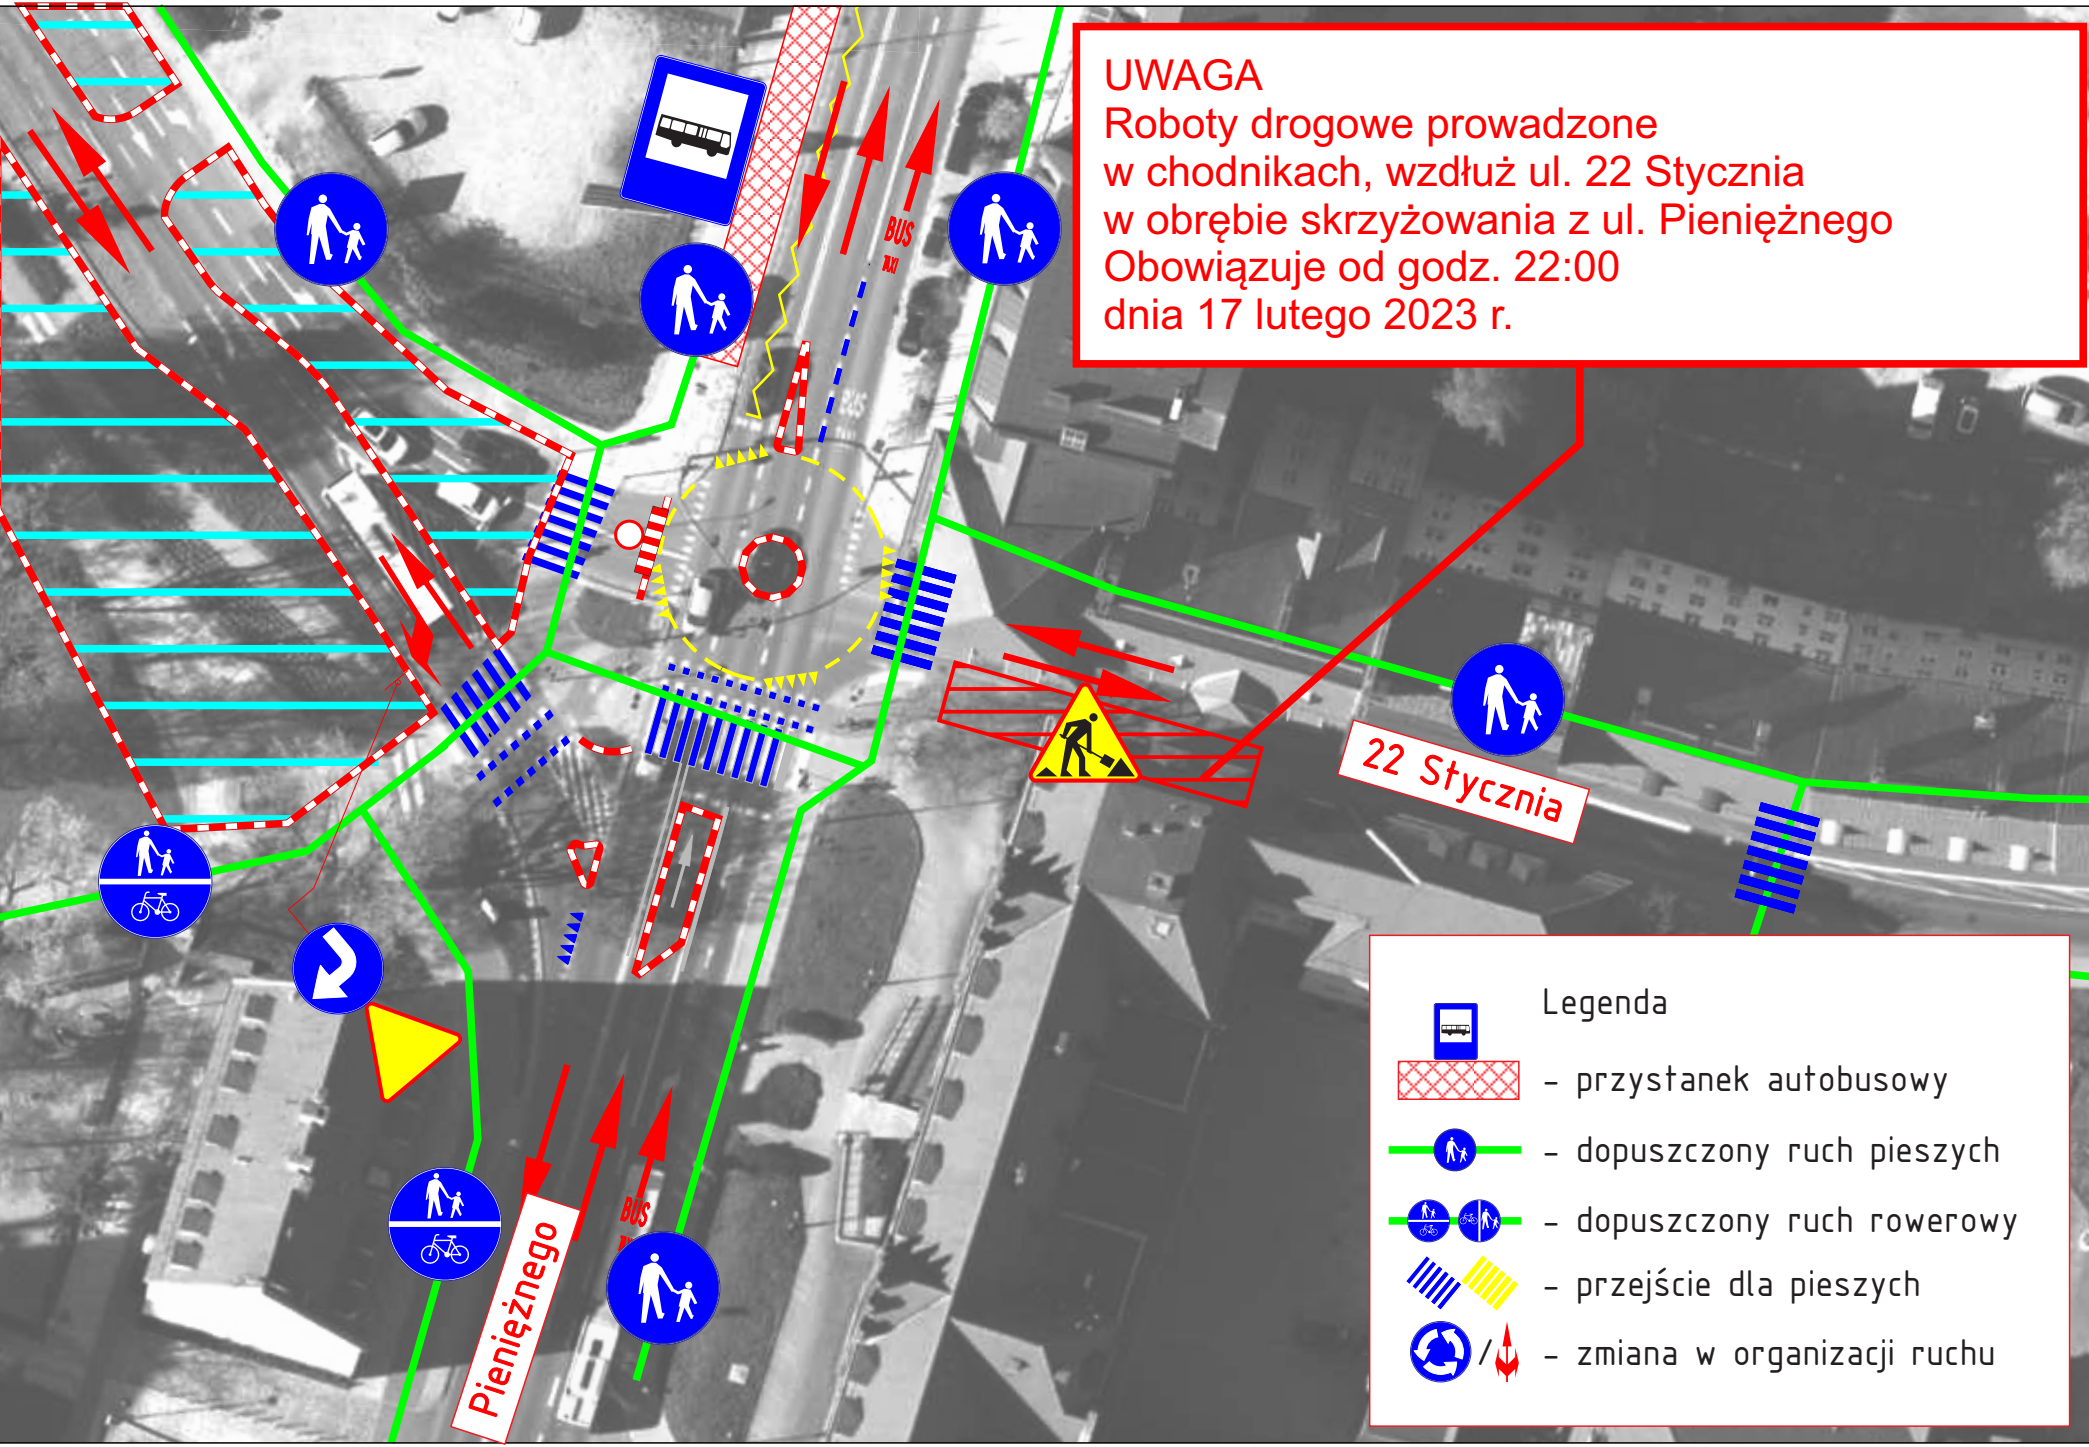 UWAGA
Roboty drogowe prowadzone
w chodnikach, wzdłuż ul. 22 Stycznia
w obrębie skrzyżowania z ul. Pieniężnego
Obowiązuje od godz. 22:00
dnia 17 lutego 2023 r.
BUS
TAXI
BUS
22 Stycznia
BUS
Pieniężnego
Legenda
- przystanek autobusowy
- dopuszczony ruch pieszych
- dopuszczony ruch rowerowy
- przejście dla pieszych
/ - zmiana w organizacji ruchu